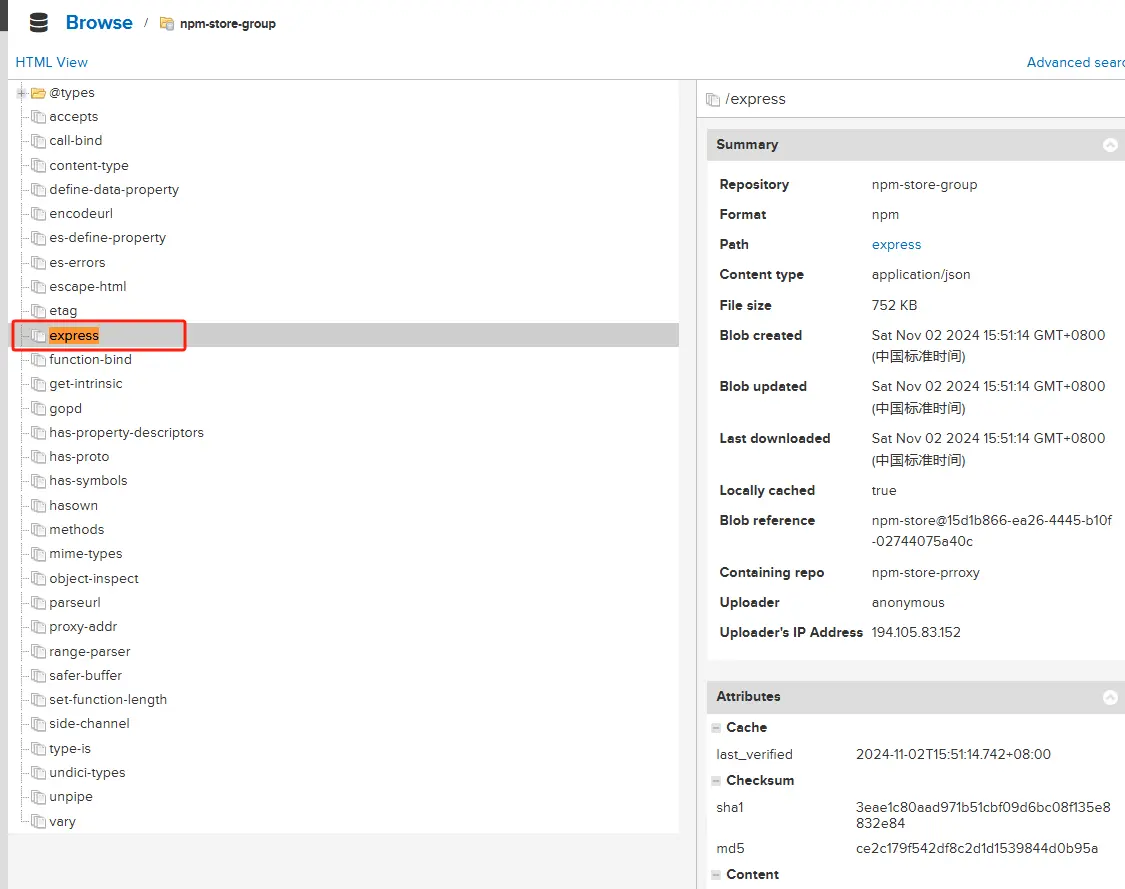 Browse / npm-store-group
HTML View
Advanced sear
@types
accepts
call-bind
content-type
define-data-property
encodeurl
es-define-property
es-errors
escape-html
etag
express
function-bind
get-intrinsic
gopd
has-property-descriptors
has-proto
has-symbols
hasown
methods
mime-types
object-inspect
parseurl
proxy-addr
range-parser
safer-buffer
set-function-length
side-channel
type-is
undici-types
unpipe
vary
/express
Summary
Repository npm-store-group
Format npm
Path express
Content type application/json
File size 752 KB
Blob created Sat Nov 02 2024 15:51:14 GMT+0800
(中国标准时间)
Blob updated Sat Nov 02 2024 15:51:14 GMT+0800
(中国标准时间)
Last downloaded Sat Nov 02 2024 15:51:14 GMT+0800
(中国标准时间)
Locally cached true
Blob reference npm-store@15d1b866-ea26-4445-b10f
-02744075a40c
Containing repo npm-store-prroxy
Uploader anonymous
Uploader's IP Address 194.105.83.152
Attributes
Cache
last_verified 2024-11-02T15:51:14.742+08:00
Checksum
sha1 3eae1c80aad971b51cbf09d6bc08f135e8
832e84
md5 ce2c179f542df8c2d1d1539844d0b95a
Content